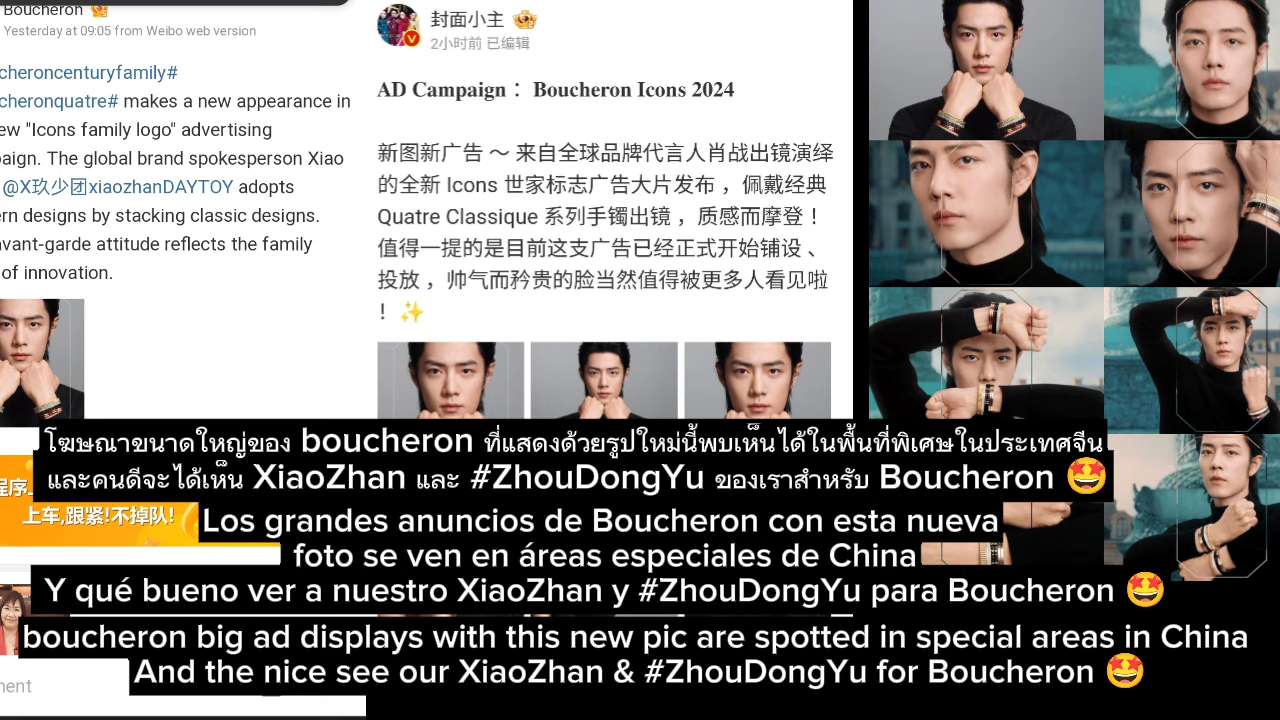 Boucheron
Yesterday at 09:05 from Weibo web version
cheroncenturyfamily#
cheronquatre# makes a new appearance in
ew "Icons family logo" advertising
paign. The global brand spokesperson Xiao
@X玖少团xiaozhanDAYTOY adopts
ern designs by stacking classic designs.
avant-garde attitude reflects the family
of innovation.
上车,跟紧!不掉队!
封面小主
2小时前 已编辑
AD Campaign： Boucheron Icons 2024
新图新广告 ～ 来自全球品牌代言人肖战出镜演绎
的全新 Icons 世家标志广告大片发布 ，佩戴经典
Quatre Classique 系列手镯出镜 ，质感而摩登！
值得一提的是目前这支广告已经正式开始铺设 、
投放 ，帅气而矜贵的脸当然值得被更多人看见啦
！ ✨
โฆษณาขนาดใหญ่ของ boucheron ที่แสดงด้วยรูปใหม่นี้พบเห็นได้ในพื้นที่พิเศษในประเทศจีน
และคนดีจะได้เห็น XiaoZhan และ #ZhouDongYu ของเราสำหรับ Boucheron 🤩
Los grandes anuncios de Boucheron con esta nueva
foto se ven en áreas especiales de China
Y qué bueno ver a nuestro XiaoZhan y #ZhouDongYu para Boucheron 🤩
boucheron big ad displays with this new pic are spotted in special areas in China
And the nice see our XiaoZhan & #ZhouDongYu for Boucheron 🤩
ment